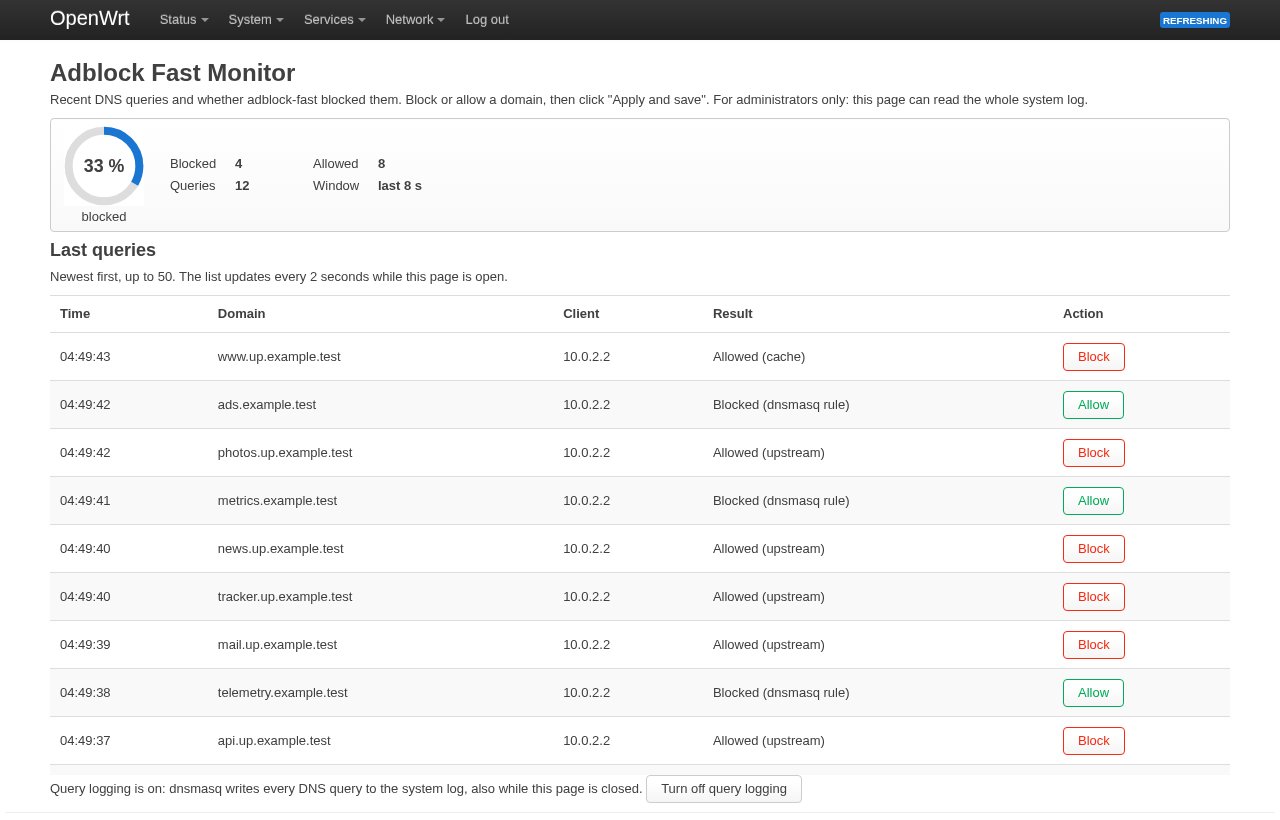 OpenWrt Status System Services Network Log out REFRESHING
Adblock Fast Monitor
Recent DNS queries and whether adblock-fast blocked them. Block or allow a domain, then click "Apply and save". For administrators only: this page can read the whole system log.
33 %
blocked
Blocked 4 Allowed 8
Queries 12 Window last 8 s
Last queries
Newest first, up to 50. The list updates every 2 seconds while this page is open.
Time Domain Client Result Action
04:49:43 www.up.example.test 10.0.2.2 Allowed (cache) Block
04:49:42 ads.example.test 10.0.2.2 Blocked (dnsmasq rule) Allow
04:49:42 photos.up.example.test 10.0.2.2 Allowed (upstream) Block
04:49:41 metrics.example.test 10.0.2.2 Blocked (dnsmasq rule) Allow
04:49:40 news.up.example.test 10.0.2.2 Allowed (upstream) Block
04:49:40 tracker.up.example.test 10.0.2.2 Allowed (upstream) Block
04:49:39 mail.up.example.test 10.0.2.2 Allowed (upstream) Block
04:49:38 telemetry.example.test 10.0.2.2 Blocked (dnsmasq rule) Allow
04:49:37 api.up.example.test 10.0.2.2 Allowed (upstream) Block
Query logging is on: dnsmasq writes every DNS query to the system log, also while this page is closed. Turn off query logging